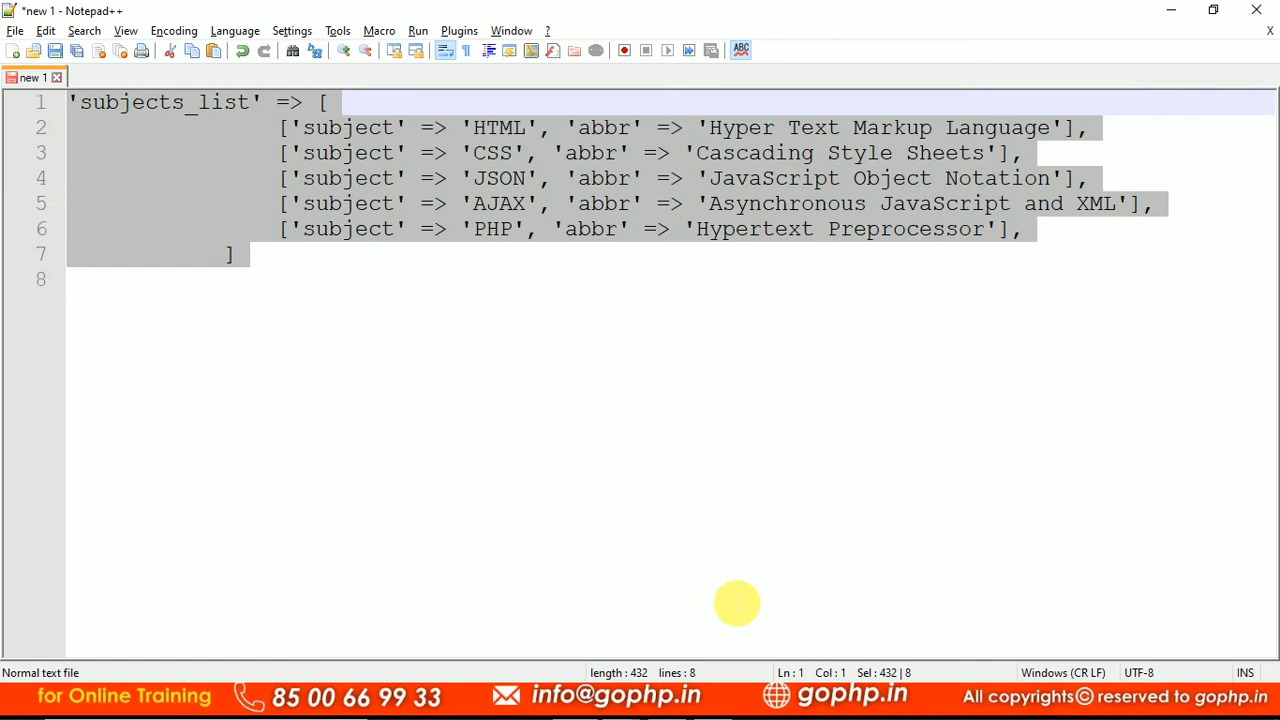 *new 1 - Notepad++
File Edit Search View Encoding Language Settings Tools Macro Run Plugins Window ?
X
ABC
new 1
1 'subjects_list' => [
2 ['subject' => 'HTML', 'abbr' => 'Hyper Text Markup Language'],
3 ['subject' => 'CSS', 'abbr' => 'Cascading Style Sheets'],
4 ['subject' => 'JSON', 'abbr' => 'JavaScript Object Notation'],
5 ['subject' => 'AJAX', 'abbr' => 'Asynchronous JavaScript and XML'],
6 ['subject' => 'PHP', 'abbr' => 'Hypertext Preprocessor'],
7 ]
8
Normal text file length : 432 lines : 8 Ln : 1 Col : 1 Sel : 432 | 8 Windows (CR LF) UTF-8 INS
for Online Training 85 00 66 99 33 info@gophp.in gophp.in All copyrights© reserved to gophp.in